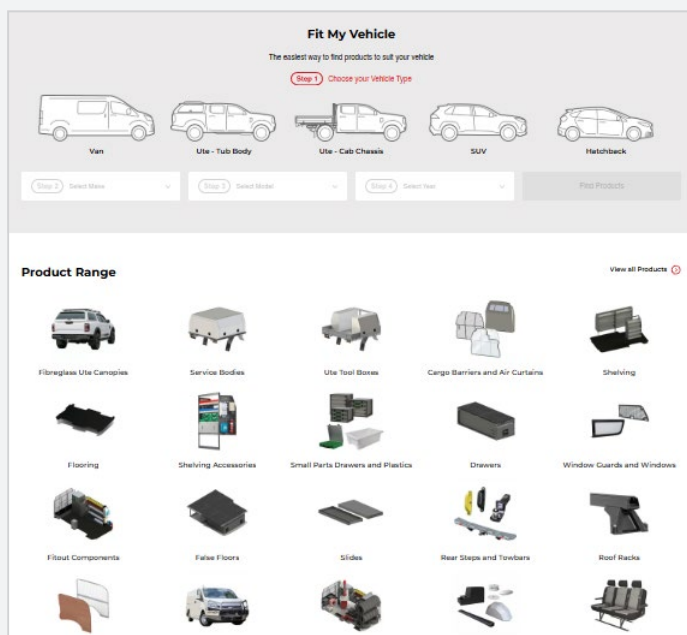 Fit My Vehicle
The easiest way to find products to suit your vehicle
Step 1 Choose your Vehicle Type
Van
Ute - Tub Body
Ute - Cab Chassis
SUV
Hatchback
Step 2 Select Make
Step 3 Select Model
Step 4 Select Year
Find Products
Product Range
View all Products
Fibreglass Ute Canopies
Service Bodies
Ute Tool Boxes
Cargo Barriers and Air Curtains
Shelving
Flooring
Shelving Accessories
Small Parts Drawers and Plastics
Drawers
Window Guards and Windows
Fitout Components
False Floors
Slides
Rear Steps and Towbars
Roof Racks